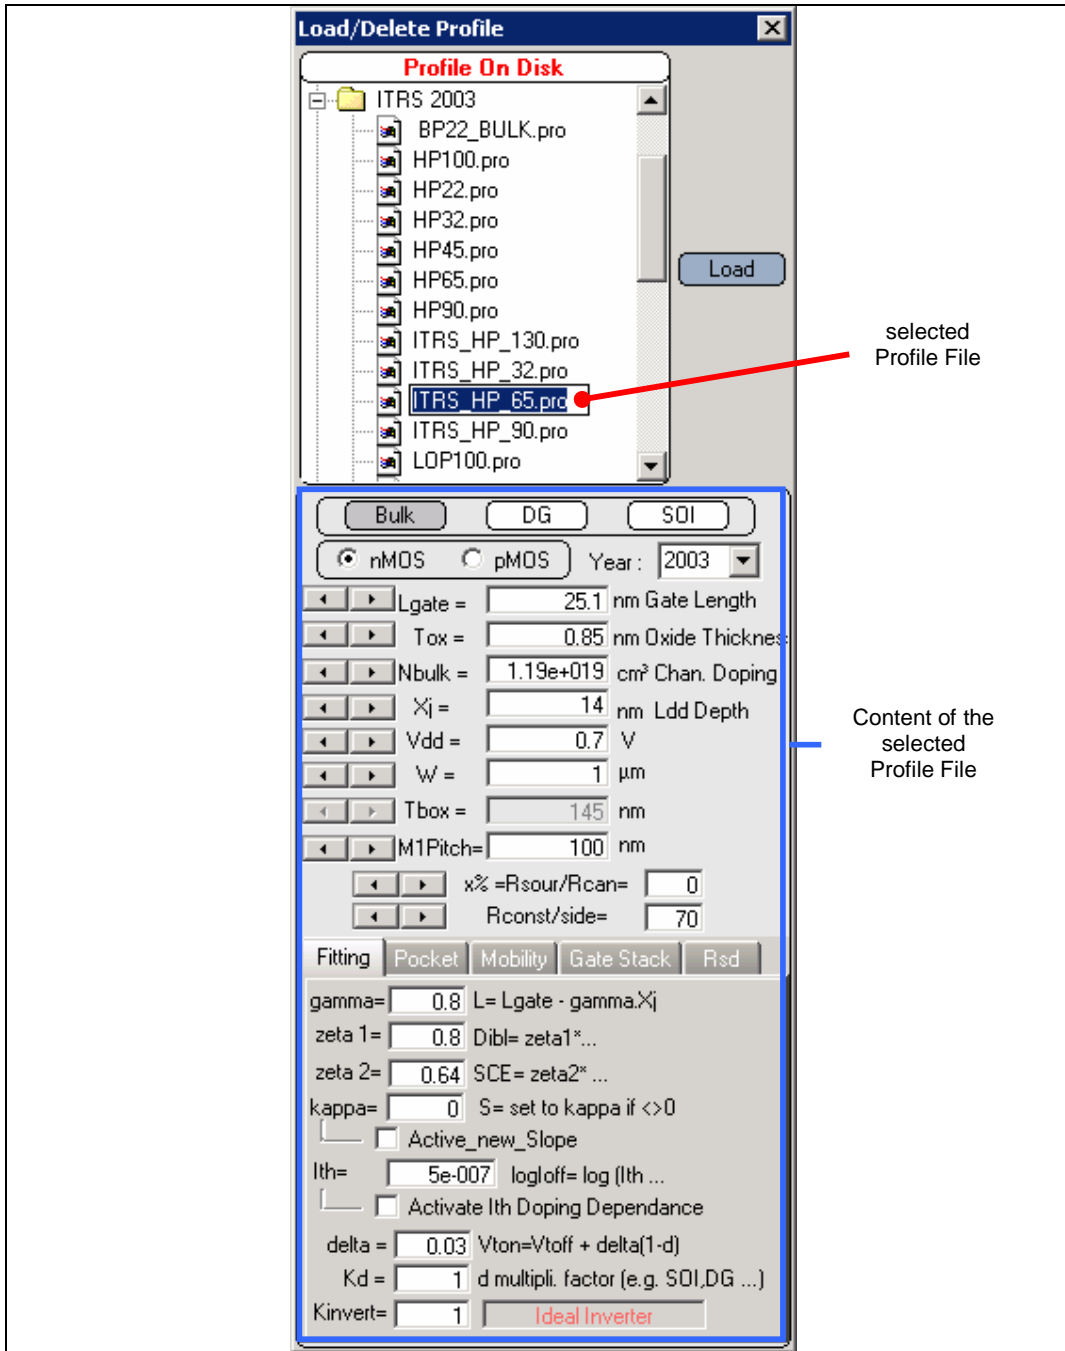 Load/Delete Profile
Profile On Disk
ITRS 2003
BP22_BULK.pro
HP100.pro
HP22.pro
HP32.pro
HP45.pro
HP65.pro
HP90.pro
ITRS_HP_130.pro
ITRS_HP_32.pro
ITRS_HP_65.pro
ITRS_HP_90.pro
LOP100.pro
Load
selected
Profile File
Bulk DG SOI
nMOS pMOS Year : 2003
Lgate = 25.1 nm Gate Length
Tox = 0.85 nm Oxide Thicknes
Nbulk = 1.19e+019 cm³ Chan. Doping
Xj = 14 nm Ldd Depth
Vdd = 0.7 V
W = 1 µm
Tbox = 145 nm
M1Pitch= 100 nm
x% =Rsour/Rcan= 0
Rconst/side= 70
Content of the
selected
Profile File
Fitting Pocket Mobility Gate Stack Rsd
gamma= 0.8 L= Lgate - gamma.Xj
zeta 1= 0.8 Dibl= zeta1*...
zeta 2= 0.64 SCE= zeta2* ...
kappa= 0 S= set to kappa if <>0
Active_new_Slope
Ith= 5e-007 logIoff= log (Ith ...
Activate Ith Doping Dependance
delta = 0.03 Vton=Vtoff + delta(1-d)
Kd = 1 d multipli. factor (e.g. SOI,DG ...)
Kinvert= 1 Ideal Inverter